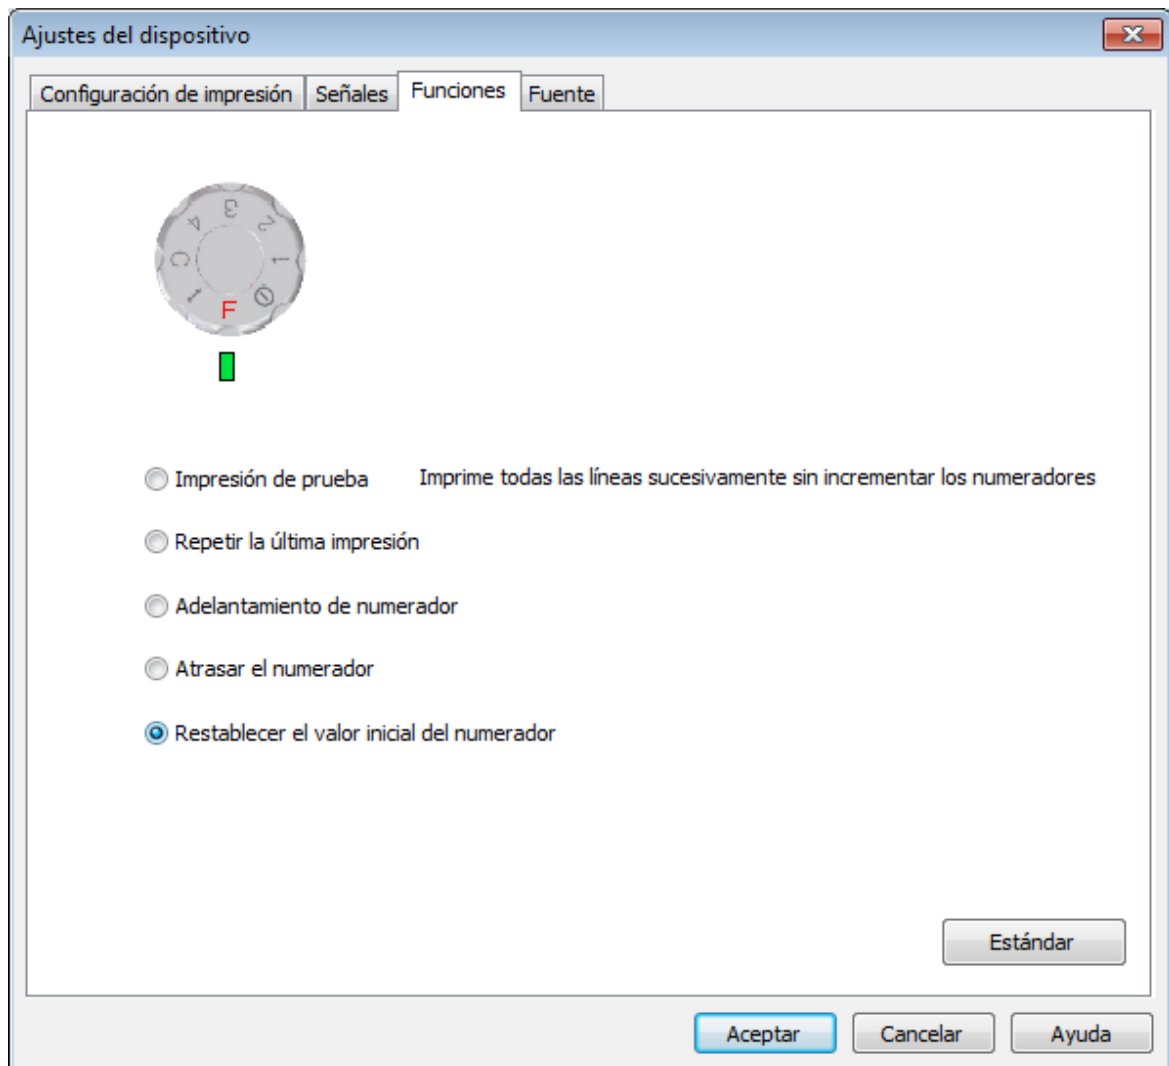 Ajustes del dispositivo
Configuración de impresión Señales Funciones Fuente
4 3 2
C 1
F 0
Impresión de prueba Imprime todas las líneas sucesivamente sin incrementar los numeradores
Repetir la última impresión
Adelantamiento de numerador
Atrasar el numerador
Restablecer el valor inicial del numerador
Estándar
Aceptar Cancelar Ayuda